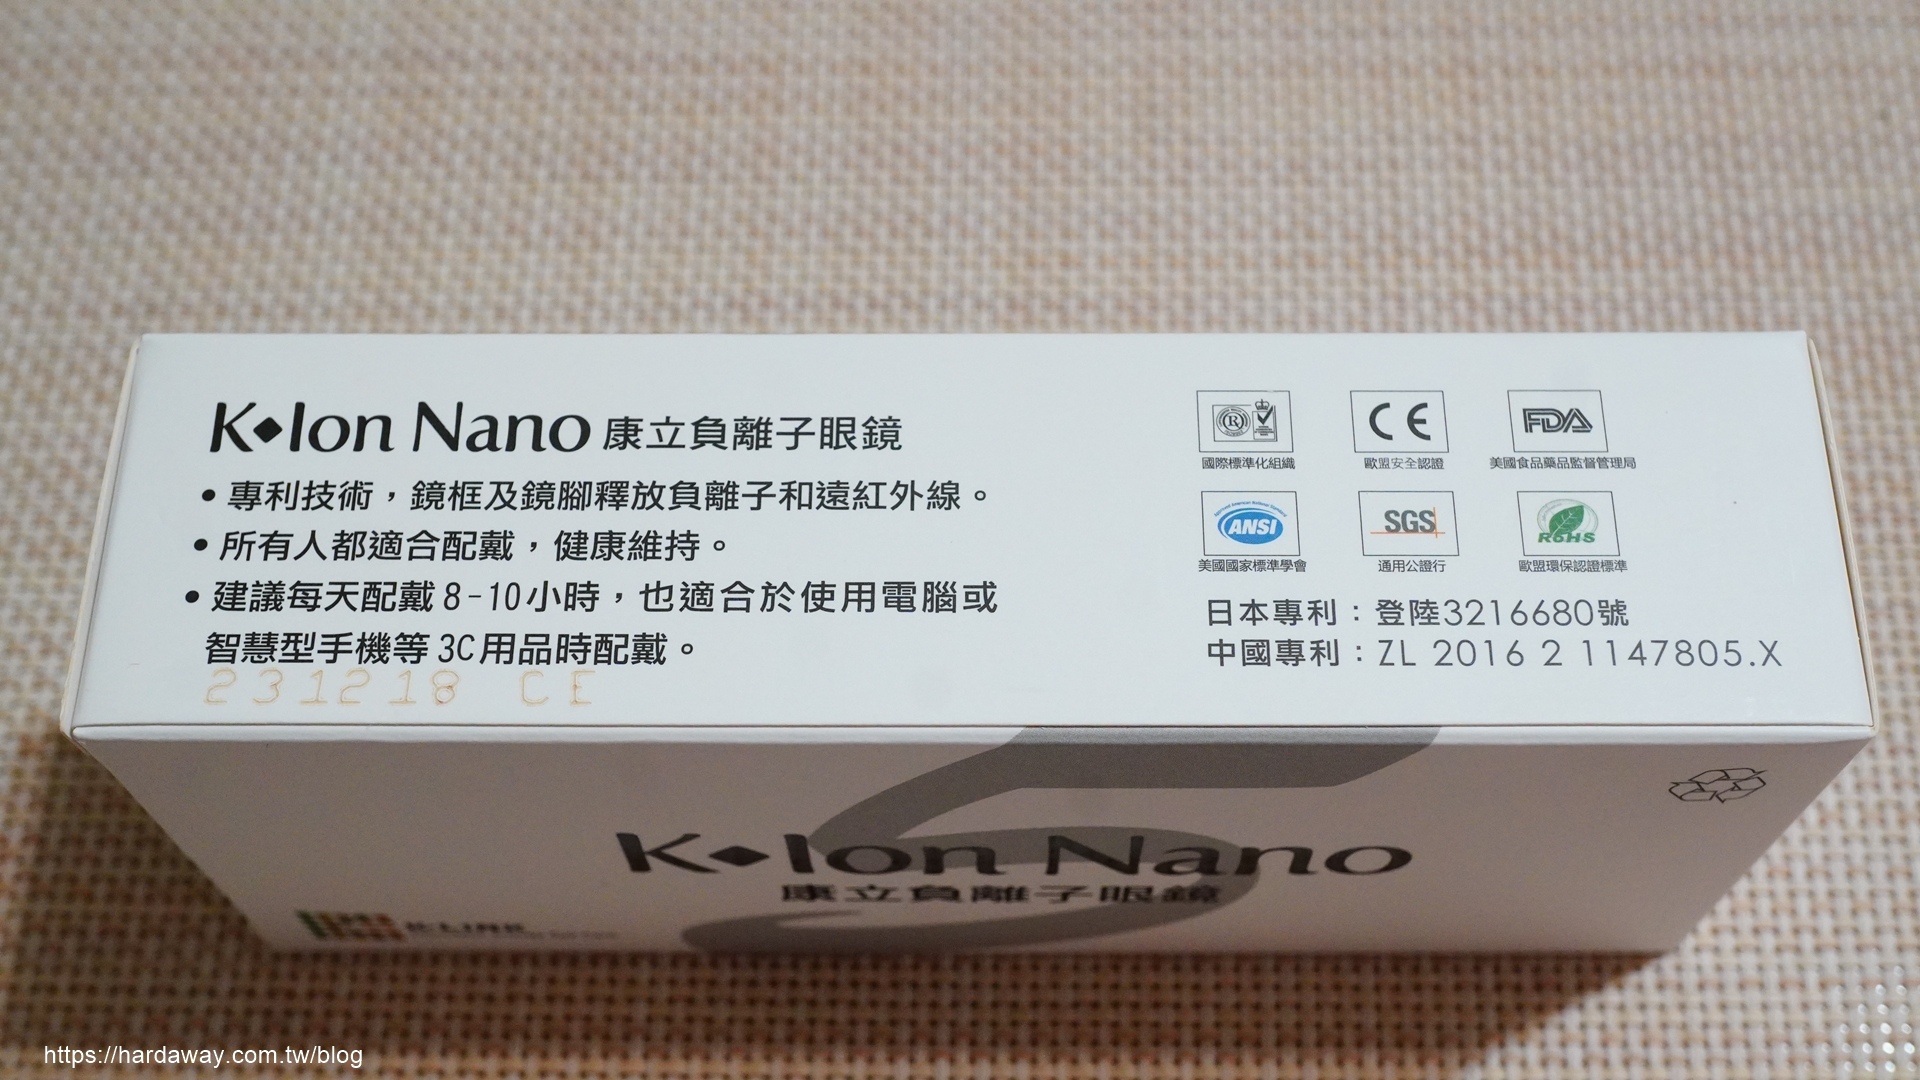 K◆Ion Nano 康立負離子眼鏡
• 專利技術，鏡框及鏡腳釋放負離子和遠紅外線。
• 所有人都適合配戴，健康維持。
• 建議每天配戴 8-10小時，也適合於使用電腦或
智慧型手機等 3C用品時配戴。
231218 CE
R
國際標準化組織
CE
歐盟安全認證
FDA
美國食品藥品監督管理局
ANSI
美國國家標準學會
SGS
通用公證行
RoHS
歐盟環保認證標準
日本專利：登陸3216680號
中國專利：ZL 2016 2 1147805.X
K◆Ion Nano
康立負離子眼鏡
K-LINK
https://hardaway.com.tw/blog